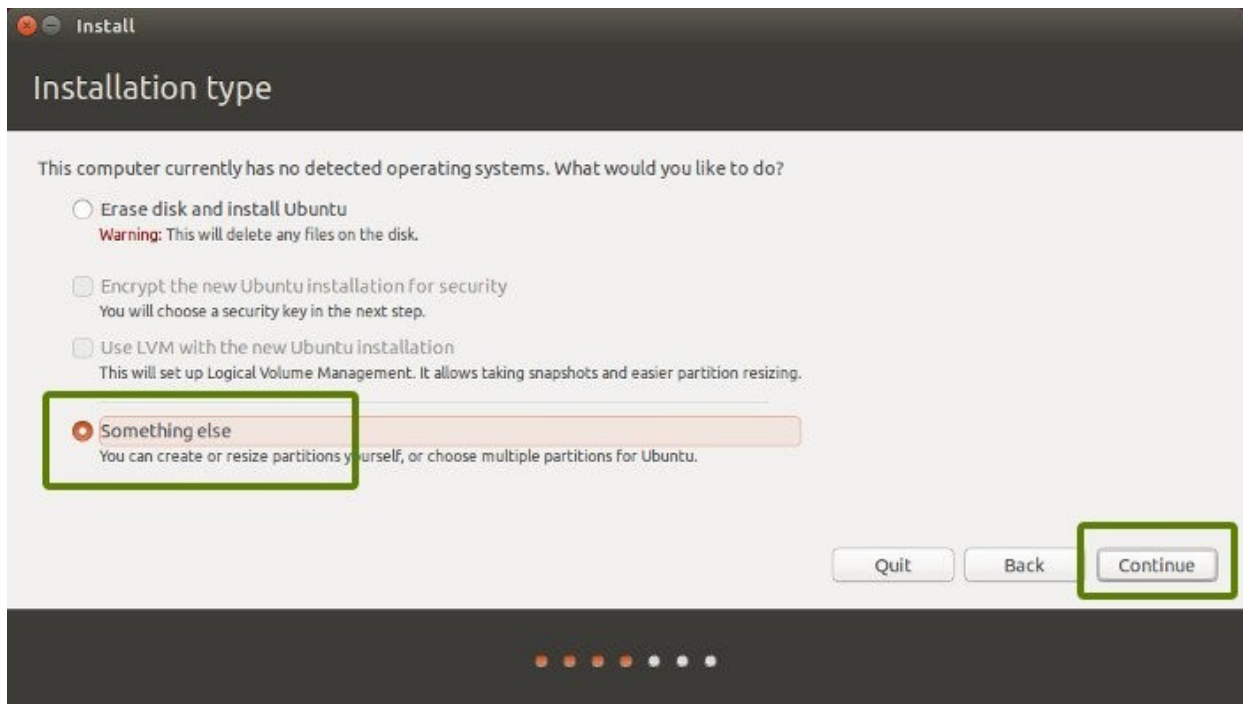 Install
Installation type
This computer currently has no detected operating systems. What would you like to do?
Erase disk and install Ubuntu
Warning: This will delete any files on the disk.
Encrypt the new Ubuntu installation for security
You will choose a security key in the next step.
Use LVM with the new Ubuntu installation
This will set up Logical Volume Management. It allows taking snapshots and easier partition resizing.
Something else
You can create or resize partitions yourself, or choose multiple partitions for Ubuntu.
Quit Back Continue